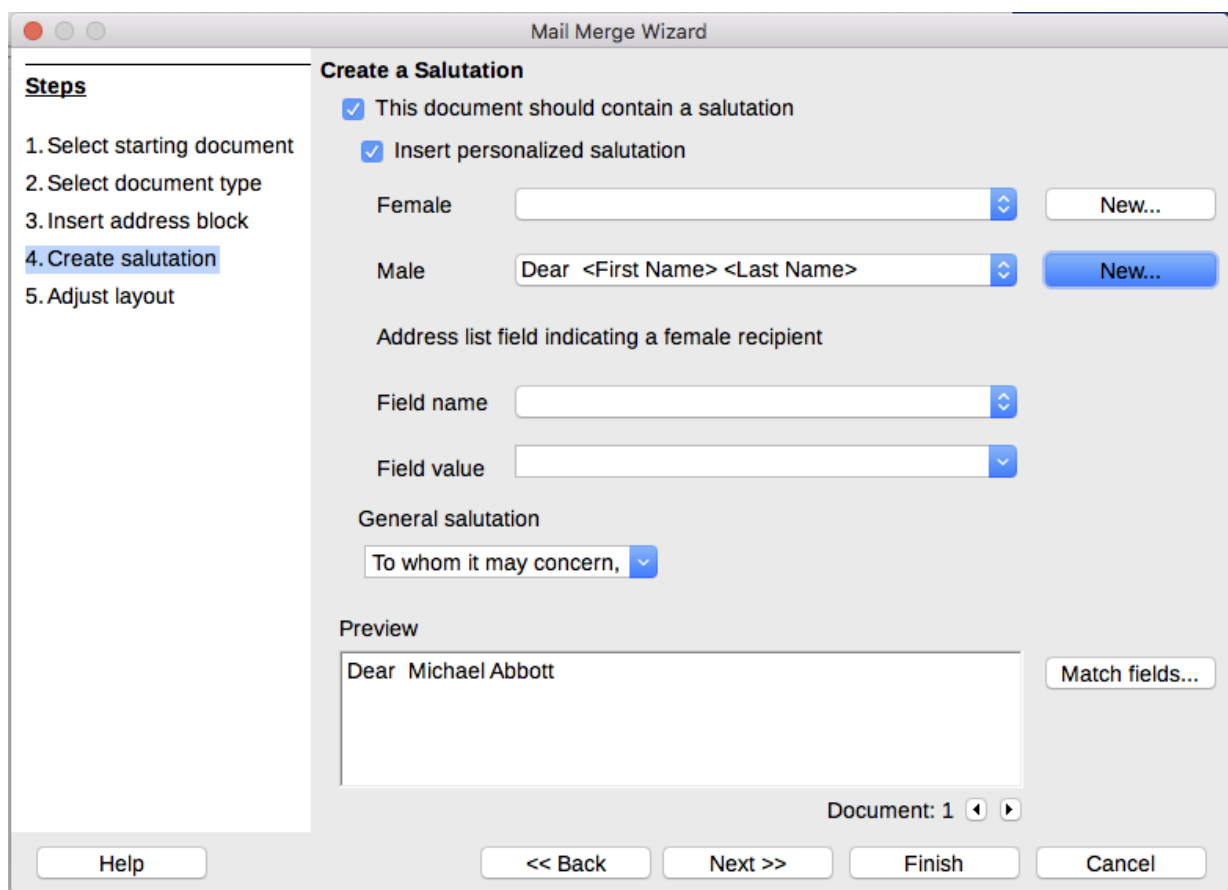 Mail Merge Wizard
Steps
1. Select starting document
2. Select document type
3. Insert address block
4. Create salutation
5. Adjust layout
Create a Salutation
This document should contain a salutation
Insert personalized salutation
Female New...
Male Dear  <First Name> <Last Name> New...
Address list field indicating a female recipient
Field name
Field value
General salutation
To whom it may concern,
Preview
Dear  Michael Abbott
Match fields...
Document: 1
Help << Back Next >> Finish Cancel